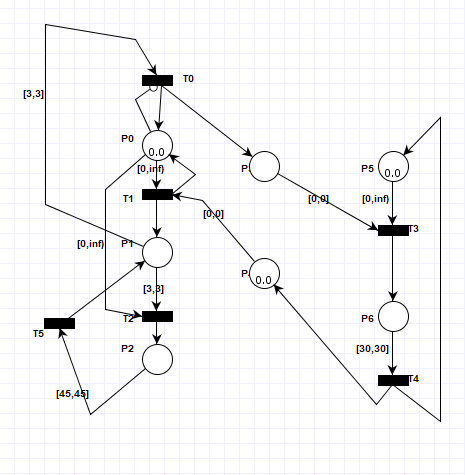 T0
[3,3]
P0
0.0
[0,inf)
P
P5
0.0
T1
[0,0]
[0,inf)
[0,0]
T3
[0,inf)
P1
P
0.0
[3,3]
T2
P6
T5
P2
[30,30]
T4
[45,45]